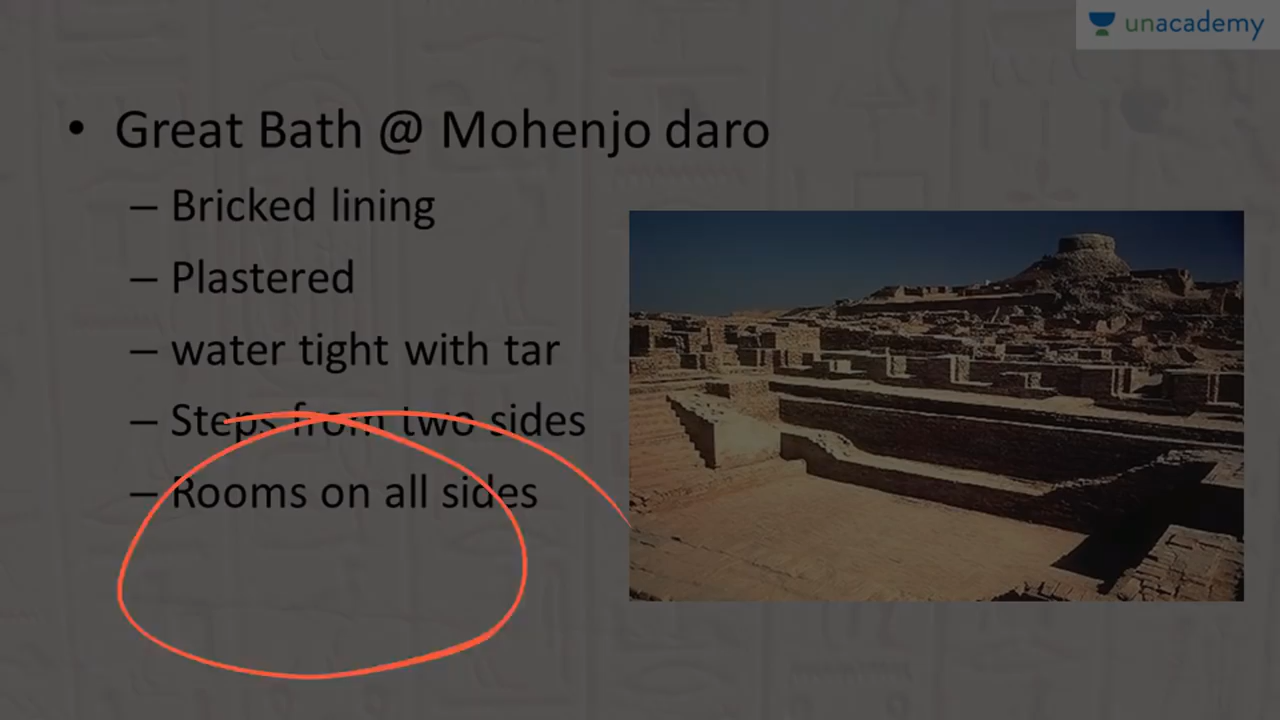 unacademy
• Great Bath @ Mohenjo daro
– Bricked lining
– Plastered
– water tight with tar
– Steps from two sides
– Rooms on all sides